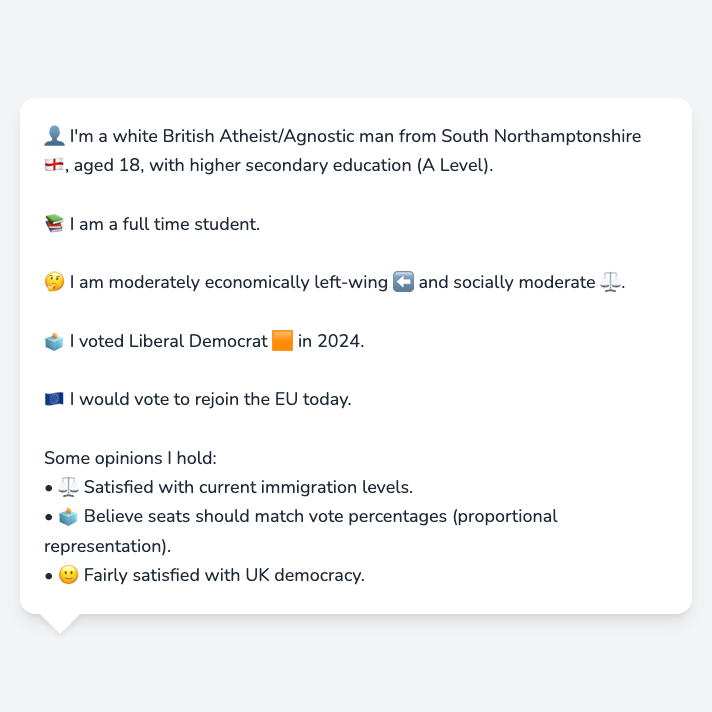 👤 I'm a white British Atheist/Agnostic man from South Northamptonshire
🏴󠁧󠁢󠁥󠁮󠁧󠁿, aged 18, with higher secondary education (A Level).
📚 I am a full time student.
🤔 I am moderately economically left-wing ⬅️ and socially moderate ⚖️.
🗳️ I voted Liberal Democrat 🟧 in 2024.
🇪🇺 I would vote to rejoin the EU today.
Some opinions I hold:
• ⚖️ Satisfied with current immigration levels.
• 🗳️ Believe seats should match vote percentages (proportional
representation).
• 🙂 Fairly satisfied with UK democracy.